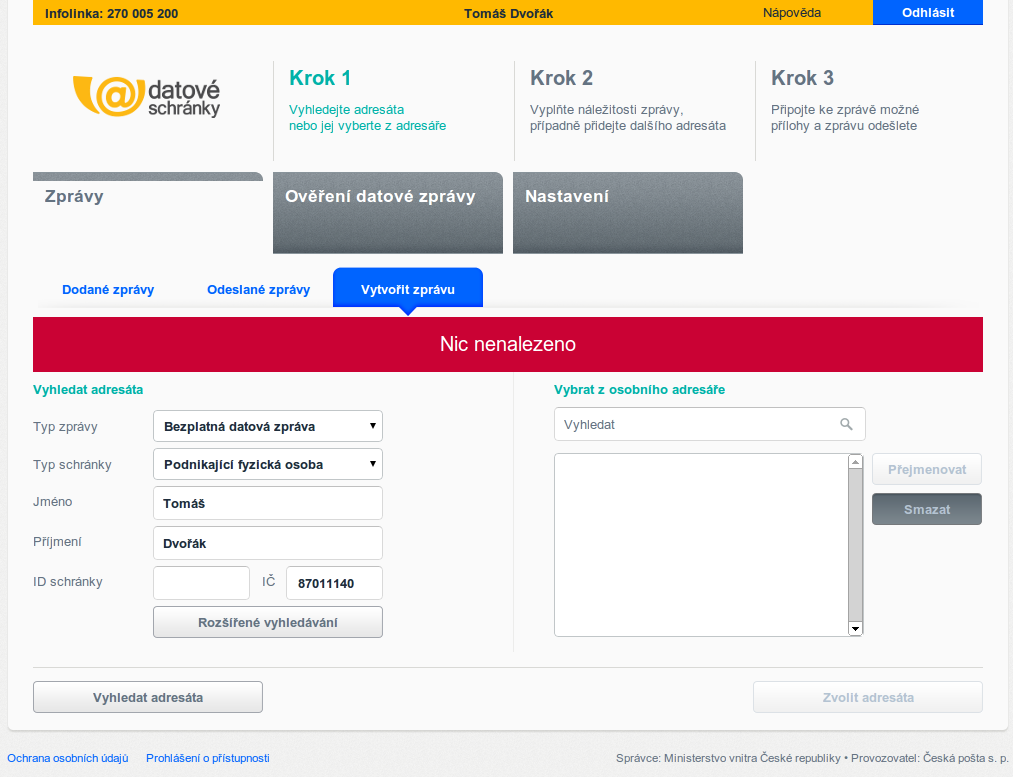 Infolinka: 270 005 200
Tomáš Dvořák
Nápověda
Odhlásit
datové
schránky
Krok 1
Vyhledejte adresáta
nebo jej vyberte z adresáře
Krok 2
Vyplňte náležitosti zprávy,
případně přidejte dalšího adresáta
Krok 3
Připojte ke zprávě možné
přílohy a zprávu odešlete
Zprávy
Ověření datové zprávy
Nastavení
Dodané zprávy
Odeslané zprávy
Vytvořit zprávu
Nic nenalezeno
Vyhledat adresáta
Typ zprávy
Bezplatná datová zpráva
Typ schránky
Podnikající fyzická osoba
Jméno
Tomáš
Příjmení
Dvořák
ID schránky
IČ
87011140
Rozšířené vyhledávání
Vybrat z osobního adresáře
Vyhledat
Přejmenovat
Smazat
Vyhledat adresáta
Zvolit adresáta
Ochrana osobních údajů
Prohlášení o přístupnosti
Správce: Ministerstvo vnitra České republiky • Provozovatel: Česká pošta s. p.